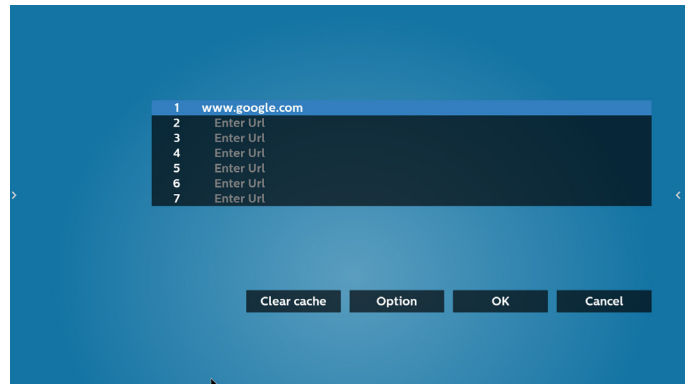 1 www.google.com
2 Enter Url
3 Enter Url
4 Enter Url
5 Enter Url
6 Enter Url
7 Enter Url
Clear cache Option OK Cancel